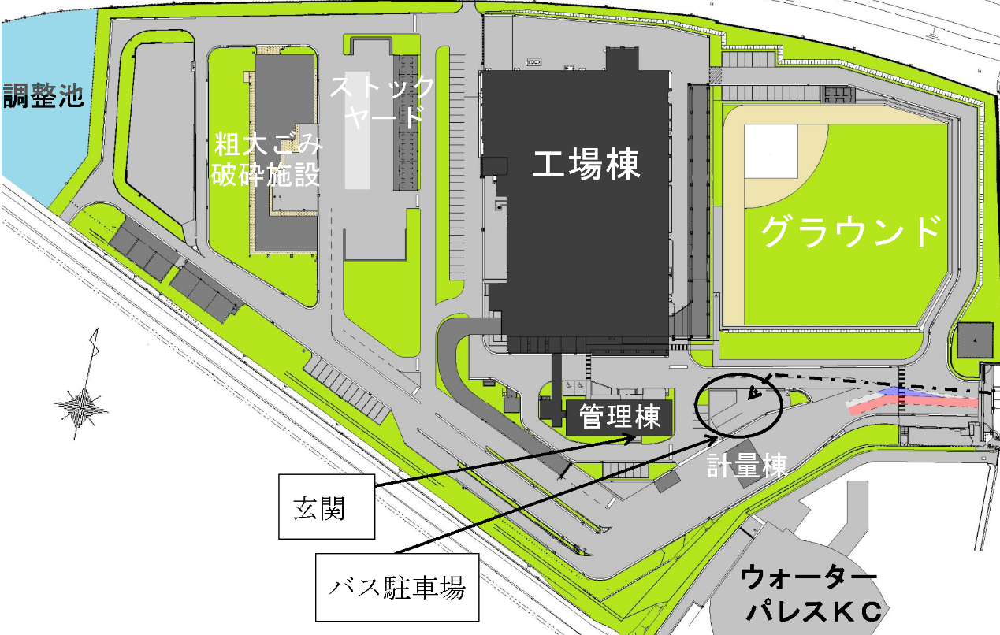 調整池
ストック
ヤード
粗大ごみ
破砕施設
工場棟
グラウンド
管理棟
計量棟
玄関
バス駐車場
ウォーター
パレスKC